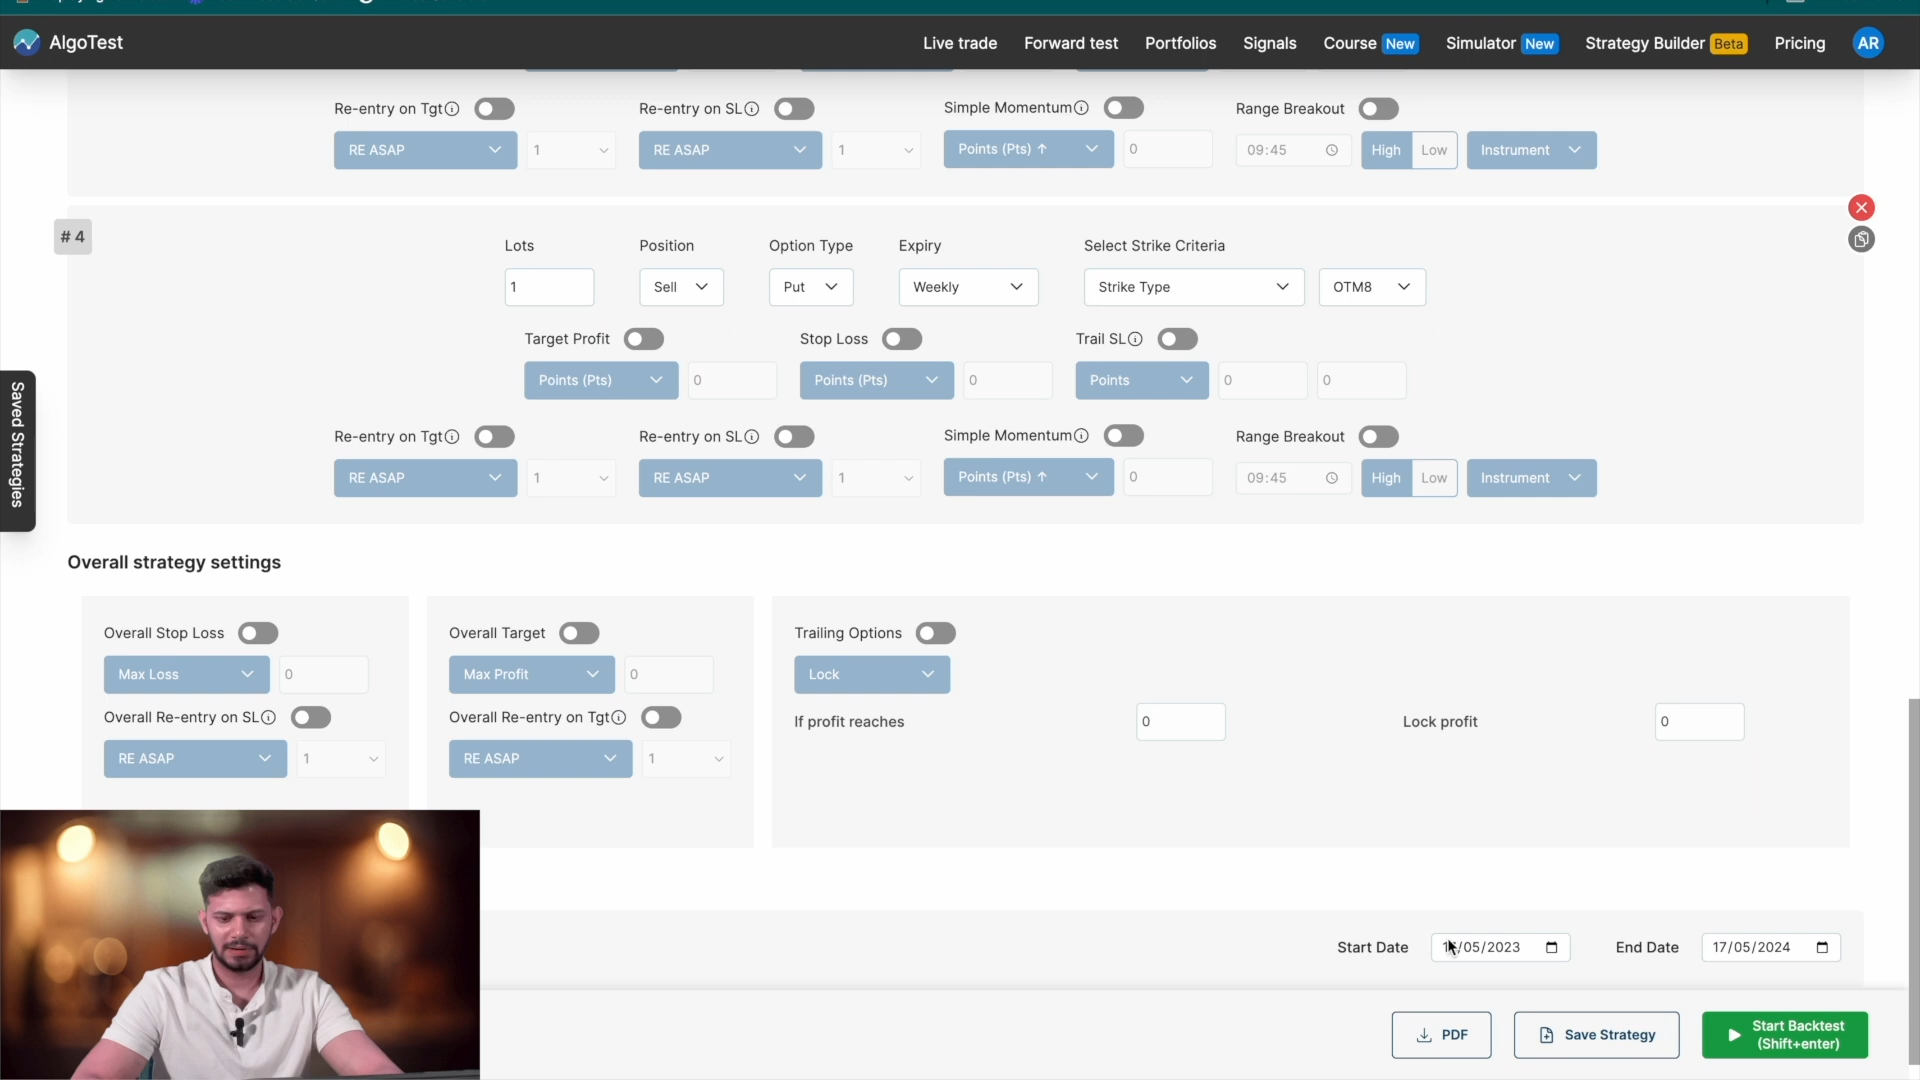 AlgoTest
Live trade Forward test Portfolios Signals Course New Simulator New Strategy Builder Beta Pricing AR
Re-entry on Tgt Re-entry on SL Simple Momentum Range Breakout
RE ASAP 1 RE ASAP 1 Points (Pts) ↑ 0 09:45 High Low Instrument
# 4
Lots Position Option Type Expiry Select Strike Criteria
1 Sell Put Weekly Strike Type OTM8
Target Profit Stop Loss Trail SL
Points (Pts) 0 Points (Pts) 0 Points 0 0
Re-entry on Tgt Re-entry on SL Simple Momentum Range Breakout
RE ASAP 1 RE ASAP 1 Points (Pts) ↑ 0 09:45 High Low Instrument
Saved Strategies
Overall strategy settings
Overall Stop Loss Overall Target Trailing Options
Max Loss 0 Max Profit 0 Lock
Overall Re-entry on SL Overall Re-entry on Tgt If profit reaches 0 Lock profit 0
RE ASAP 1 RE ASAP 1
Start Date /05/2023 End Date 17/05/2024
PDF Save Strategy Start Backtest
(Shift+enter)